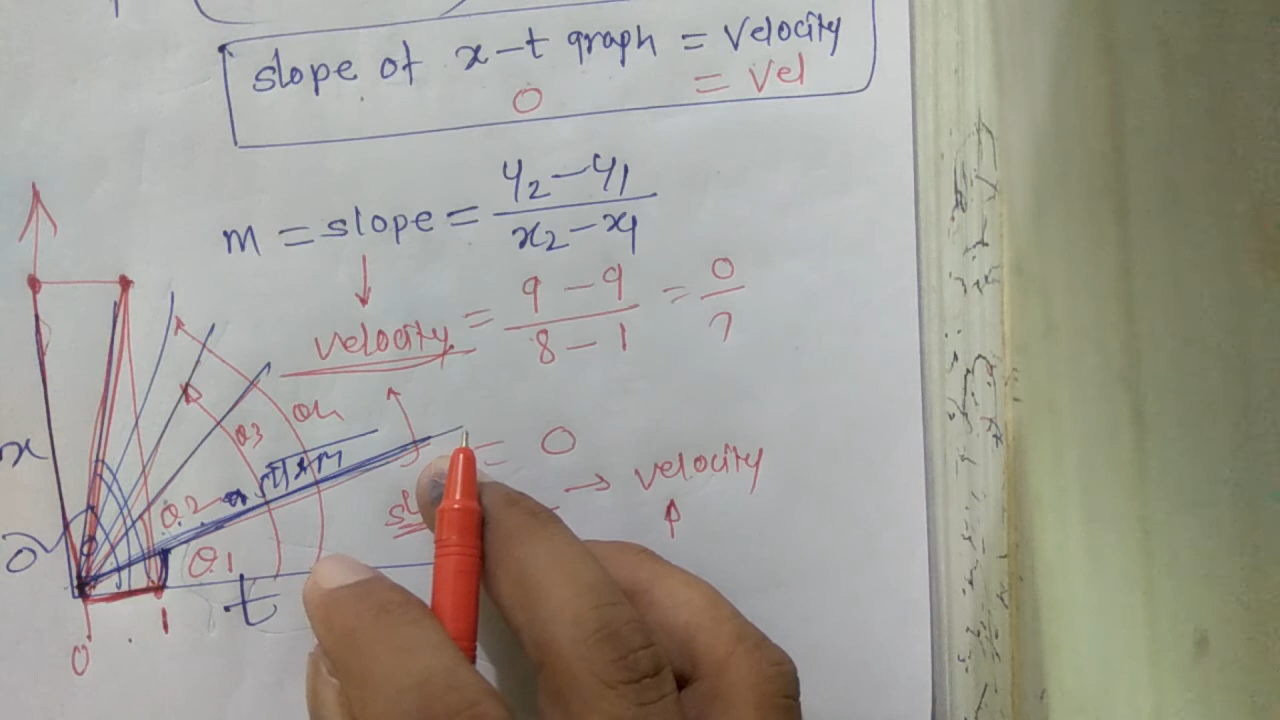 slope of x-t graph = Velocity
0 = Vel
m = slope = y2 - y1 / x2 - x1
velocity = 9 - 9 / 8 - 1 = 0 / 7
= 0
→ velocity
x
θ4
θ3
θ2
θ1
θ
t
0 1